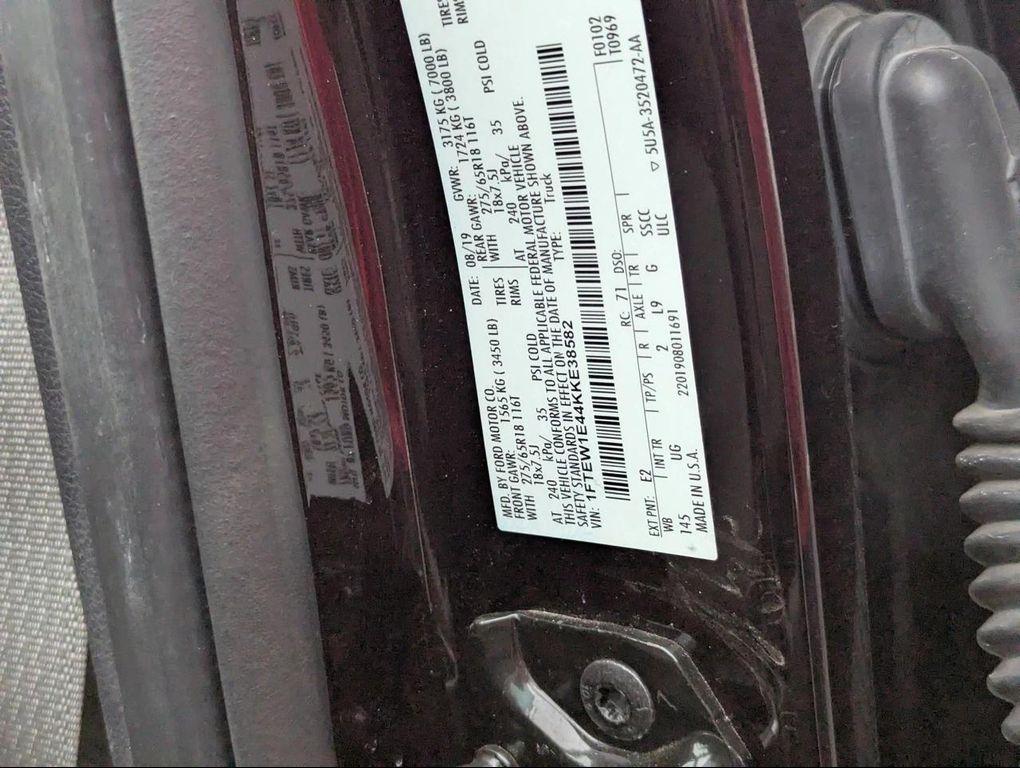 MFD. BY FORD MOTOR CO.
DATE: 08/19 GVWR: 3175 KG ( 7000 LB)
FRONT GAWR: 1565 KG ( 3450 LB)
REAR GAWR: 1724 KG ( 3800 LB)
WITH 275/65R18 116T TIRES
WITH 275/65R18 116T TIRES
18x7.5J RIMS
18x7.5J RIMS
AT 240 kPa/ 35 PSI COLD
AT 240 kPa/ 35 PSI COLD
THIS VEHICLE CONFORMS TO ALL APPLICABLE FEDERAL MOTOR VEHICLE
SAFETY STANDARDS IN EFFECT ON THE DATE OF MANUFACTURE SHOWN ABOVE.
VIN: 1FTEW1E44KKE38582
TYPE: Truck
F0102
T0969
EXT PNT: E2 RC: 71 DSO:
WB INT TR TP/PS R AXLE TR SPR
145 UG 2 L9 G SSCC
MADE IN U.S.A. 2201908011691 ULC
▽ 5U5A-3520472-AA